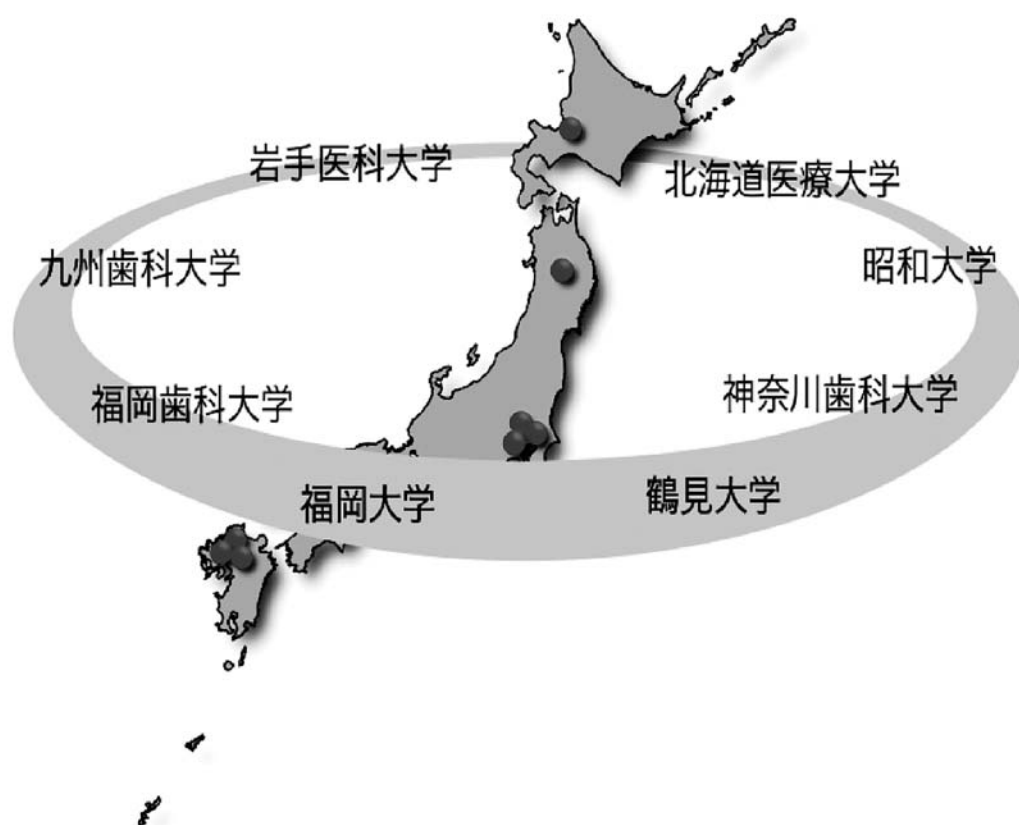 岩手医科大学
北海道医療大学
九州歯科大学
昭和大学
福岡歯科大学
神奈川歯科大学
福岡大学
鶴見大学